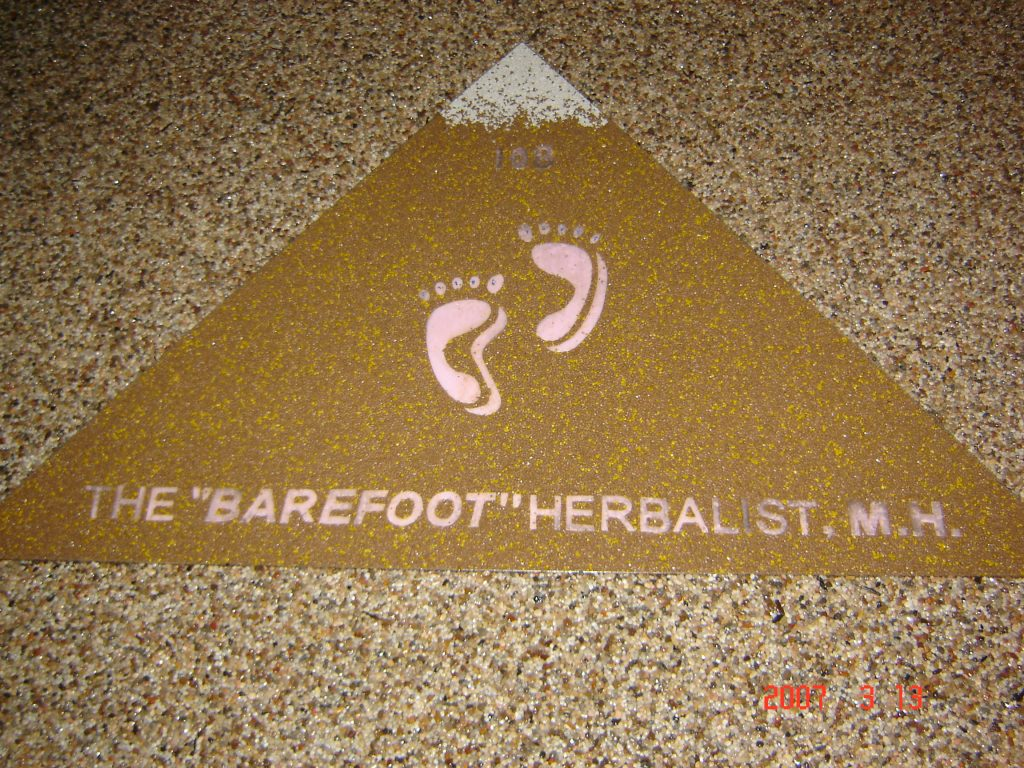 100
THE "BAREFOOT" HERBALIST, M.H.
2007 3 13